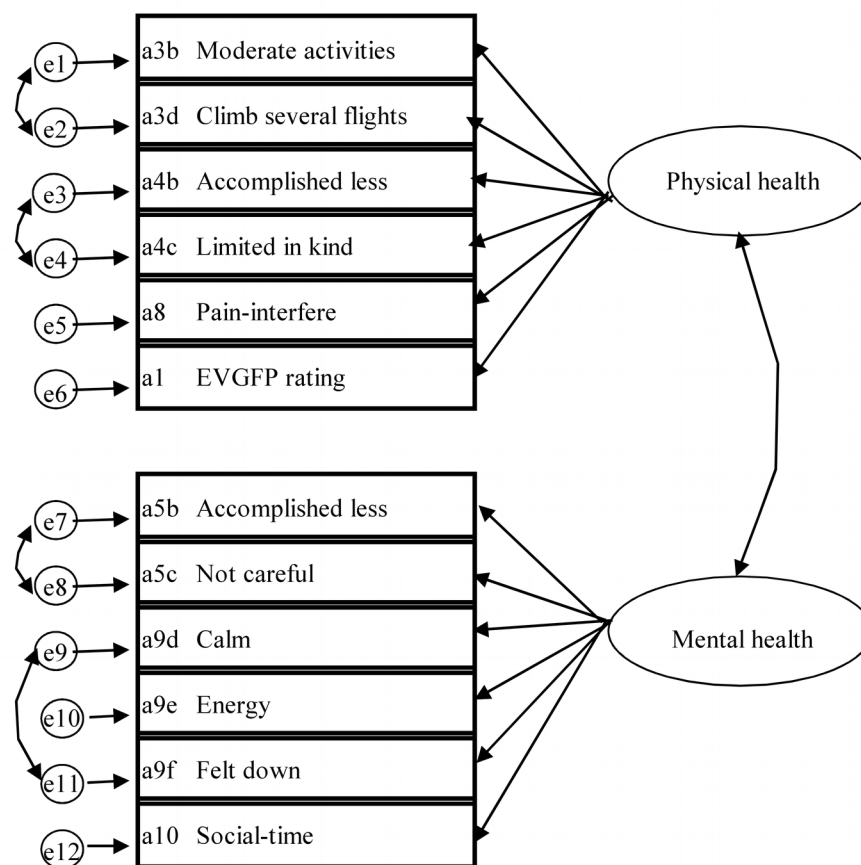 e1 a3b Moderate activities
e2 a3d Climb several flights
e3 a4b Accomplished less
Physical health
e4 a4c Limited in kind
e5 a8 Pain-interfere
e6 a1 EVGFP rating
e7 a5b Accomplished less
e8 a5c Not careful
e9 a9d Calm
Mental health
e10 a9e Energy
e11 a9f Felt down
e12 a10 Social-time